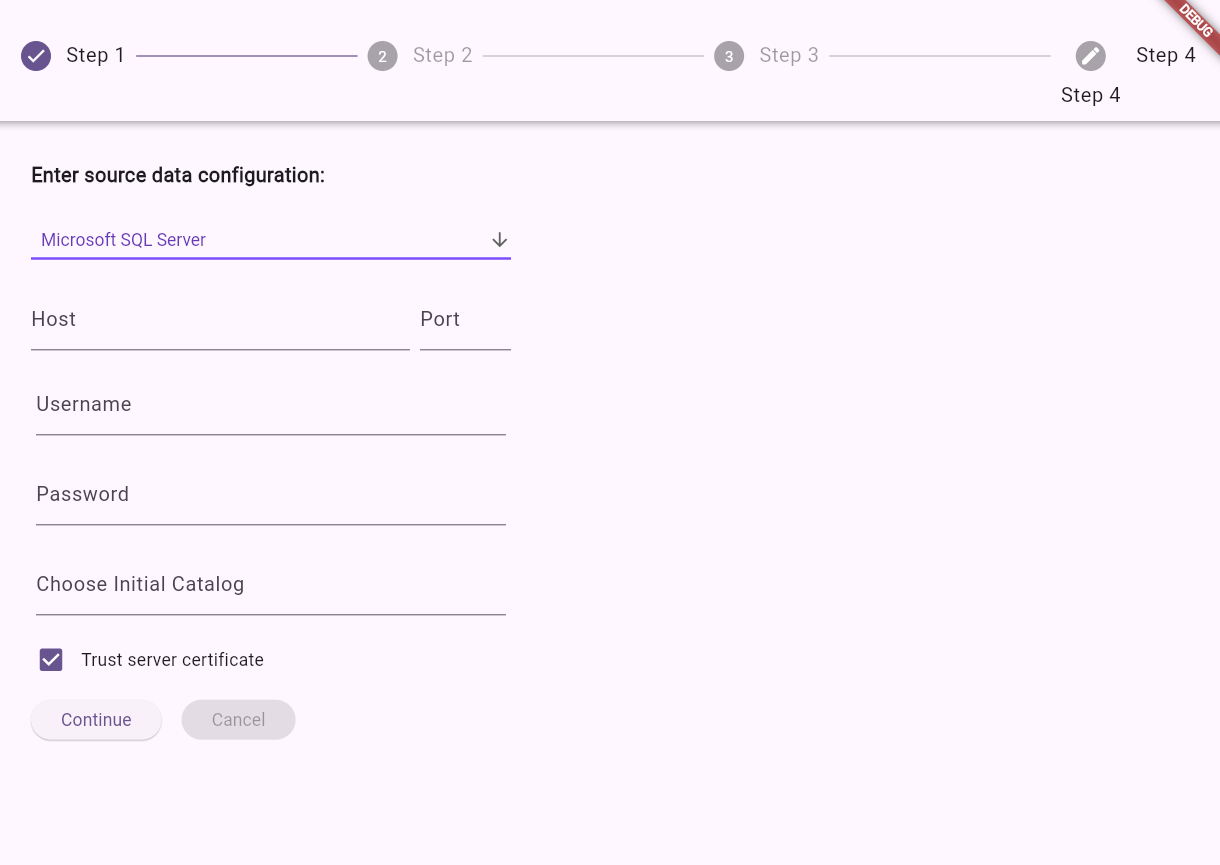 DEBUG
Step 1
2 Step 2
3 Step 3
Step 4
Step 4
Enter source data configuration:
Microsoft SQL Server
Host
Port
Username
Password
Choose Initial Catalog
Trust server certificate
Continue
Cancel